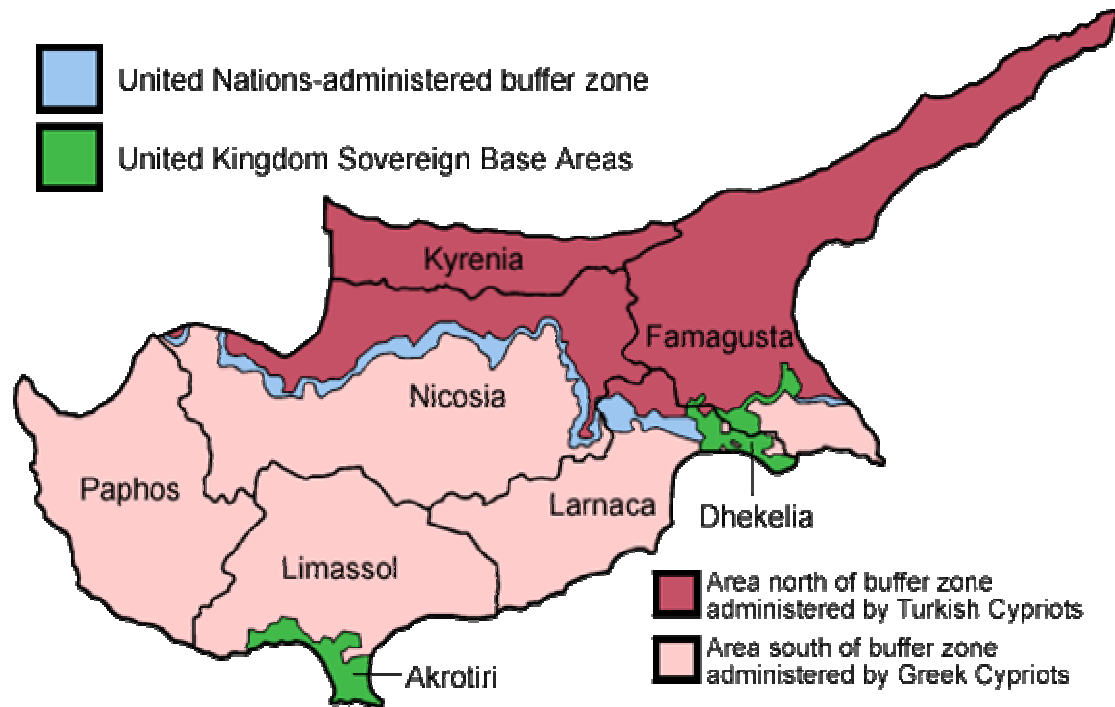 United Nations-administered buffer zone
United Kingdom Sovereign Base Areas
Kyrenia
Famagusta
Nicosia
Paphos
Larnaca
Dhekelia
Limassol
Akrotiri
Area north of buffer zone
administered by Turkish Cypriots
Area south of buffer zone
administered by Greek Cypriots